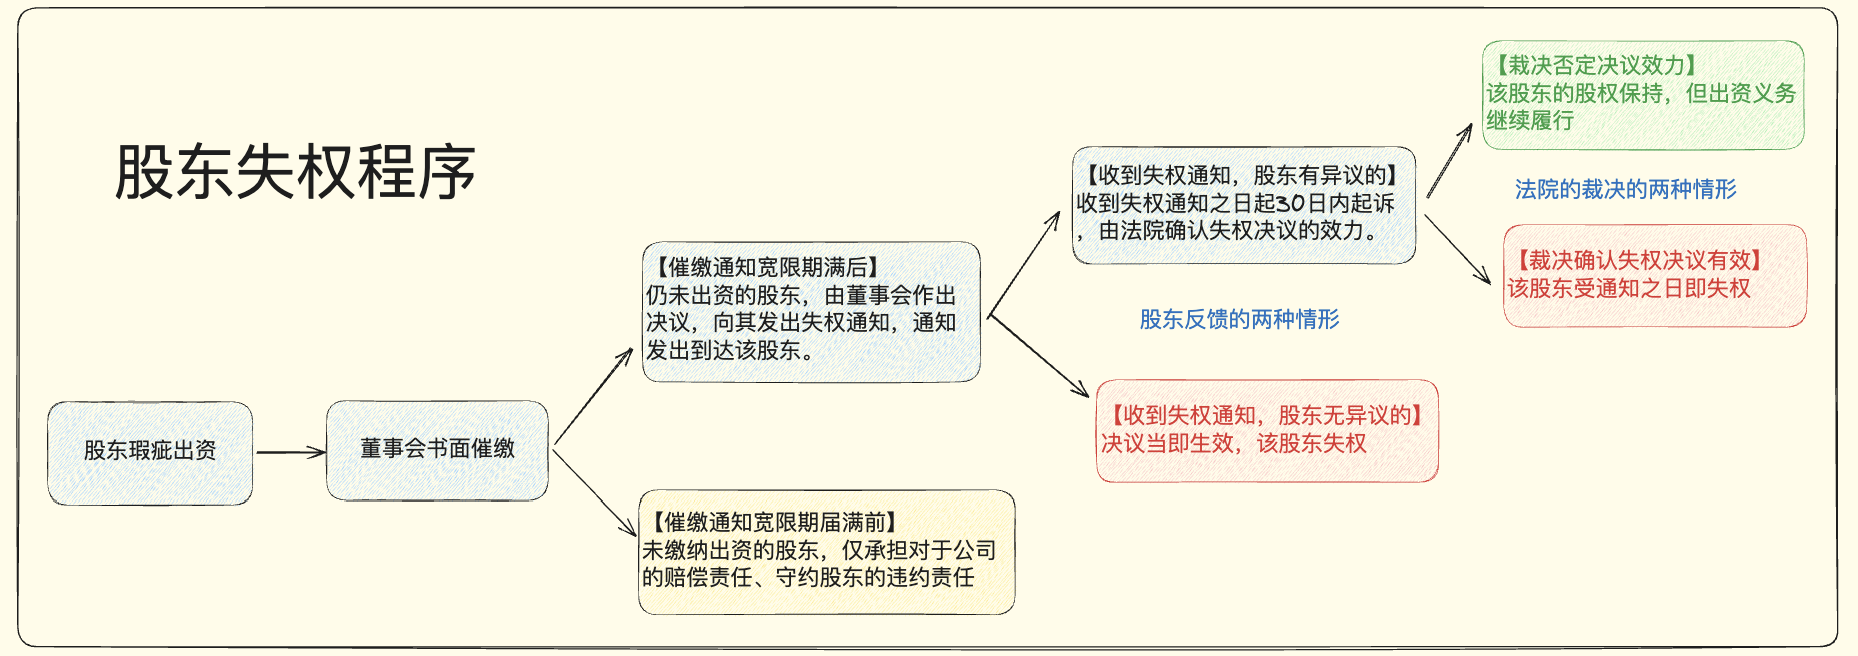 股东失权程序
股东瑕疵出资
董事会书面催缴
【催缴通知宽限期满后】
仍未出资的股东，由董事会作出
决议，向其发出失权通知，通知
发出到达该股东。
【催缴通知宽限期届满前】
未缴纳出资的股东，仅承担对于公司
的赔偿责任、守约股东的违约责任
【收到失权通知，股东有异议的】
收到失权通知之日起30日内起诉
，由法院确认失权决议的效力。
股东反馈的两种情形
【收到失权通知，股东无异议的】
决议当即生效，该股东失权
【裁决否定决议效力】
该股东的股权保持，但出资义务
继续履行
法院的裁决的两种情形
【裁决确认失权决议有效】
该股东受通知之日即失权